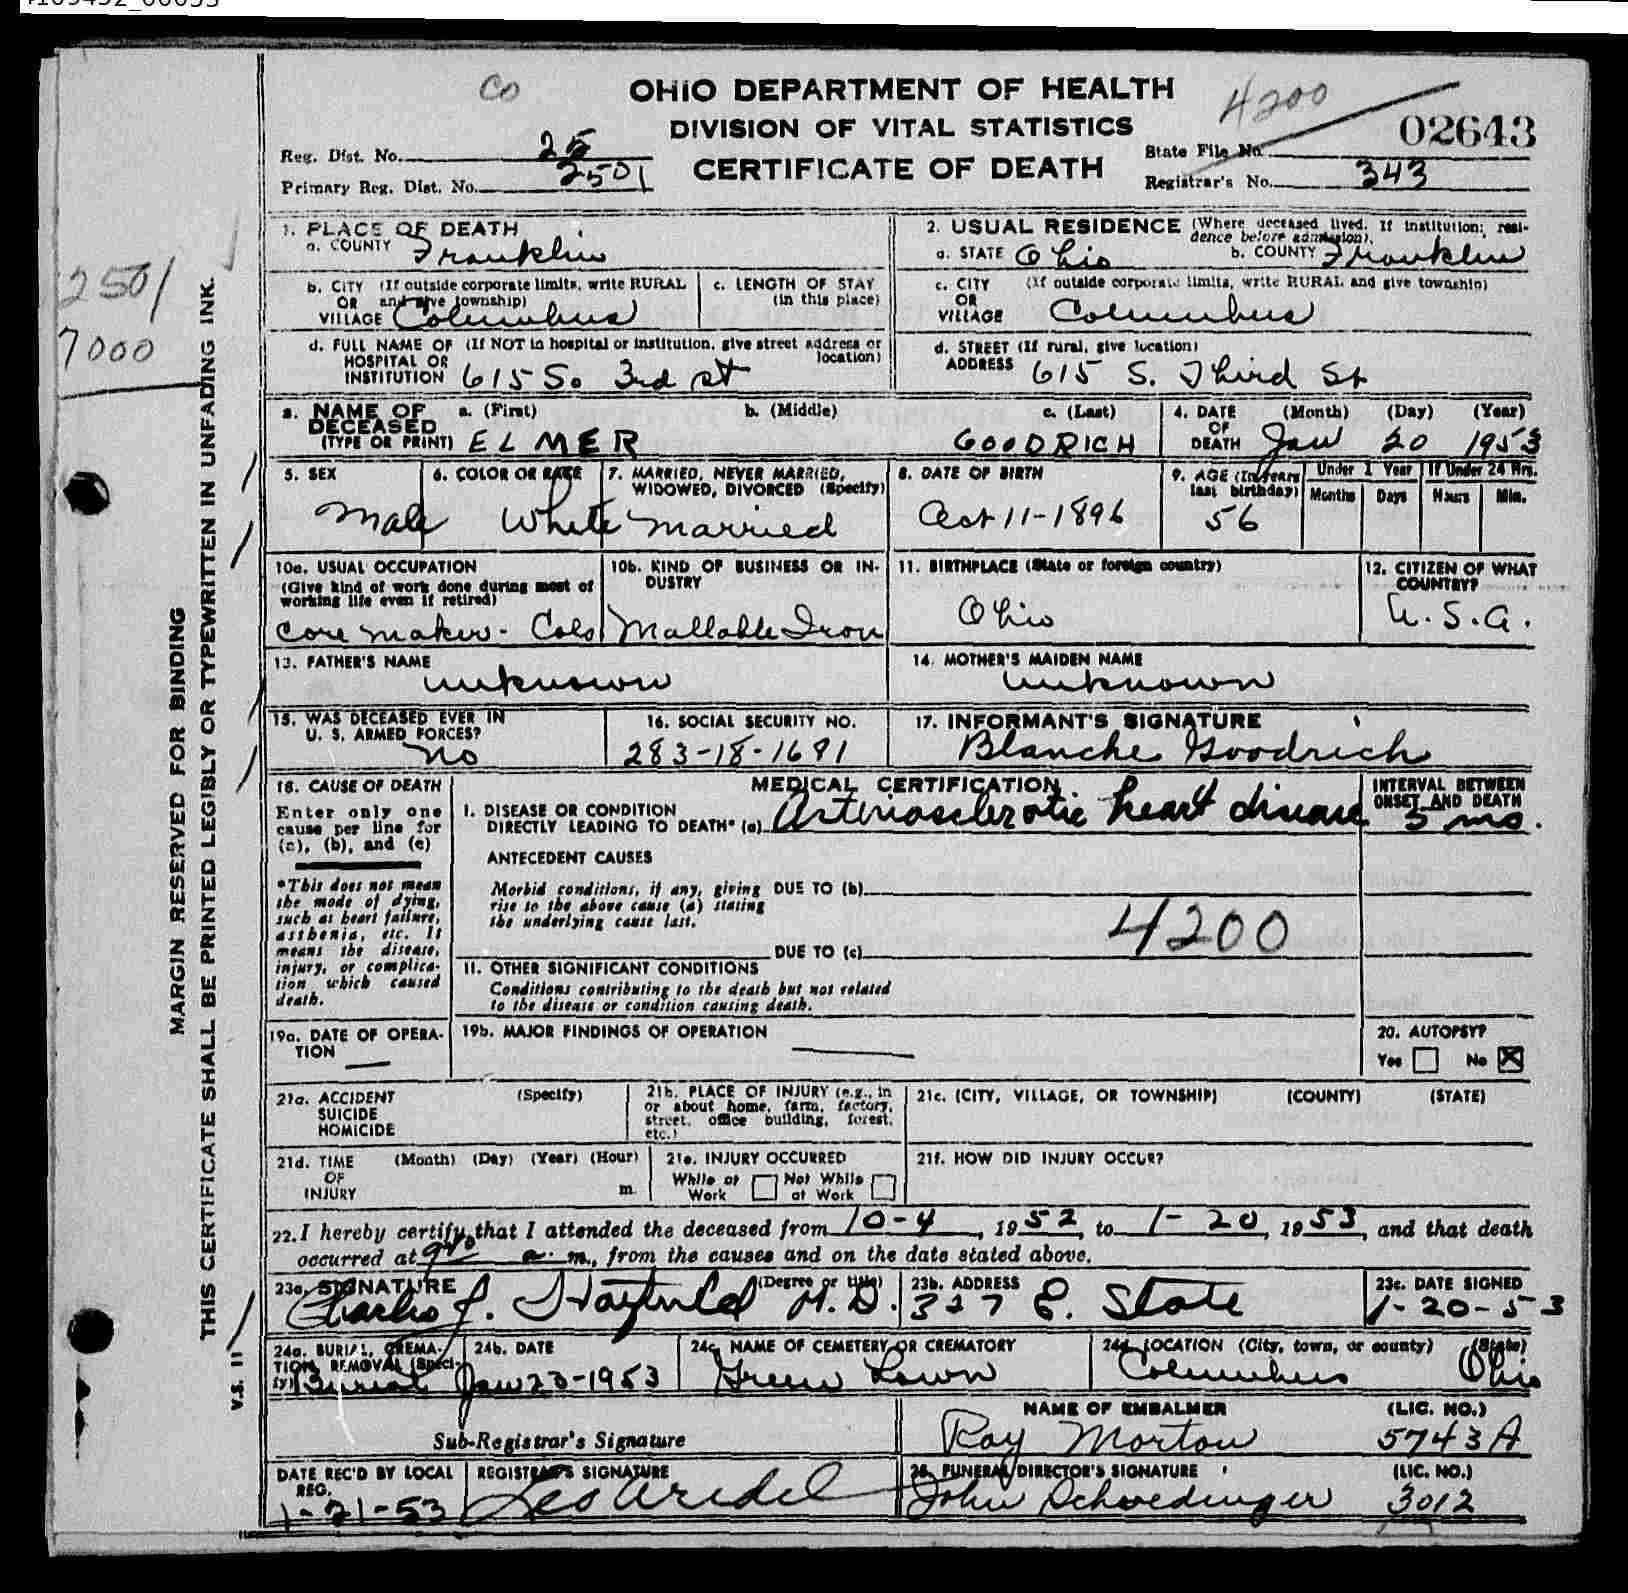 Co
OHIO DEPARTMENT OF HEALTH
4200
DIVISION OF VITAL STATISTICS
02643
CERTIFICATE OF DEATH
Reg. Dist. No. 25
State File No.
Primary Reg. Dist. No. 2501
Registrar's No. 343
2501
7000
MARGIN RESERVED FOR BINDING
THIS CERTIFICATE SHALL BE PRINTED LEGIBLY OR TYPEWRITTEN IN UNFADING INK.
V.S. 11
1. PLACE OF DEATH
a. COUNTY Franklin
2. USUAL RESIDENCE (Where deceased lived. If institution: resi-
dence before admission).
a. STATE Ohio b. COUNTY Franklin
b. CITY (If outside corporate limits, write RURAL
OR and give township)
VILLAGE Columbus
c. LENGTH OF STAY
(in this place)
c. CITY (If outside corporate limits, write RURAL and give township)
OR
VILLAGE Columbus
d. FULL NAME OF (If NOT in hospital or institution, give street address or
HOSPITAL OR location)
INSTITUTION 615 So. 3rd st
d. STREET (If rural, give location)
ADDRESS 615 S. Third St
3. NAME OF a. (First) b. (Middle) c. (Last)
DECEASED
(TYPE OR PRINT) ELMER GOODRICH
4. DATE (Month) (Day) (Year)
OF
DEATH Jan 20 1953
5. SEX
Male
6. COLOR OR RACE
White
7. MARRIED, NEVER MARRIED,
WIDOWED, DIVORCED (Specify)
Married
8. DATE OF BIRTH
Oct 11-1896
9. AGE (In years
last birthday)
56
Under 1 Year
Months Days
If Under 24 Hrs.
Hours Min.
10a. USUAL OCCUPATION
(Give kind of work done during most of
working life even if retired)
Core maker - Cols
10b. KIND OF BUSINESS OR IN-
DUSTRY
Mallable Iron
11. BIRTHPLACE (State or foreign country)
Ohio
12. CITIZEN OF WHAT
COUNTRY?
U.S.A.
13. FATHER'S NAME
unknown
14. MOTHER'S MAIDEN NAME
unknown
15. WAS DECEASED EVER IN
U. S. ARMED FORCES?
No
16. SOCIAL SECURITY NO.
283-18-1691
17. INFORMANT'S SIGNATURE
Blanche Goodrich
18. CAUSE OF DEATH
Enter only one
cause per line for
(a), (b), and (c)
*This does not mean
the mode of dying,
such as heart failure,
asthenia, etc. It
means the disease,
injury, or complica-
tion which caused
death.
MEDICAL CERTIFICATION
I. DISEASE OR CONDITION
DIRECTLY LEADING TO DEATH* (a) Arteriosclerotic heart disease
INTERVAL BETWEEN
ONSET AND DEATH
5 mo.
ANTECEDENT CAUSES
Morbid conditions, if any, giving DUE TO (b)
rise to the above cause (a) stating
the underlying cause last.
4200
DUE TO (c)
II. OTHER SIGNIFICANT CONDITIONS
Conditions contributing to the death but not related
to the disease or condition causing death.
19a. DATE OF OPERA-
TION
19b. MAJOR FINDINGS OF OPERATION
20. AUTOPSY?
Yes No X
21a. ACCIDENT (Specify)
SUICIDE
HOMICIDE
21b. PLACE OF INJURY (e.g., in
or about home, farm, factory,
street, office building, forest,
etc.)
21c. (CITY, VILLAGE, OR TOWNSHIP) (COUNTY) (STATE)
21d. TIME (Month) (Day) (Year) (Hour)
OF
INJURY m
21e. INJURY OCCURRED
While at Not While
Work at Work
21f. HOW DID INJURY OCCUR?
22. I hereby certify that I attended the deceased from 10-4, 1952 to 1-20, 1953, and that death
occurred at 9 a. m., from the causes and on the date stated above.
23a. SIGNATURE (Degree or title)
Charles J. M.D.
23b. ADDRESS
327 E. State
23c. DATE SIGNED
1-20-53
24a. BURIAL, CREMA-
TION, REMOVAL (Speci-
fy) Burial
24b. DATE
Jan 23-1953
24c. NAME OF CEMETERY OR CREMATORY
Green Lawn
24d. LOCATION (City, town, or county) (State)
Columbus Ohio
Sub-Registrar's Signature
NAME OF EMBALMER (LIC. NO.)
Ray Morton 5743A
DATE REC'D BY LOCAL
REG.
1-21-53
REGISTRAR'S SIGNATURE
25. FUNERAL DIRECTOR'S SIGNATURE (LIC. NO.)
John Schoedinger 3012